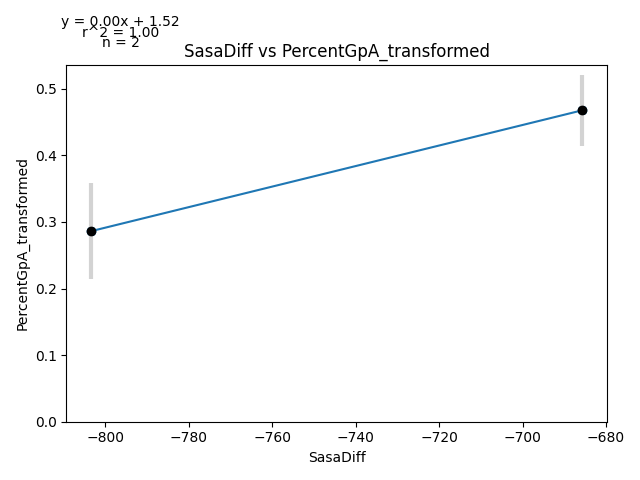 y = 0.00x + 1.52
r^2 = 1.00
n = 2
SasaDiff vs PercentGpA_transformed
0.5
0.4
0.3
0.2
0.1
0.0
PercentGpA_transformed
−800
−780
−760
−740
−720
−700
−680
SasaDiff